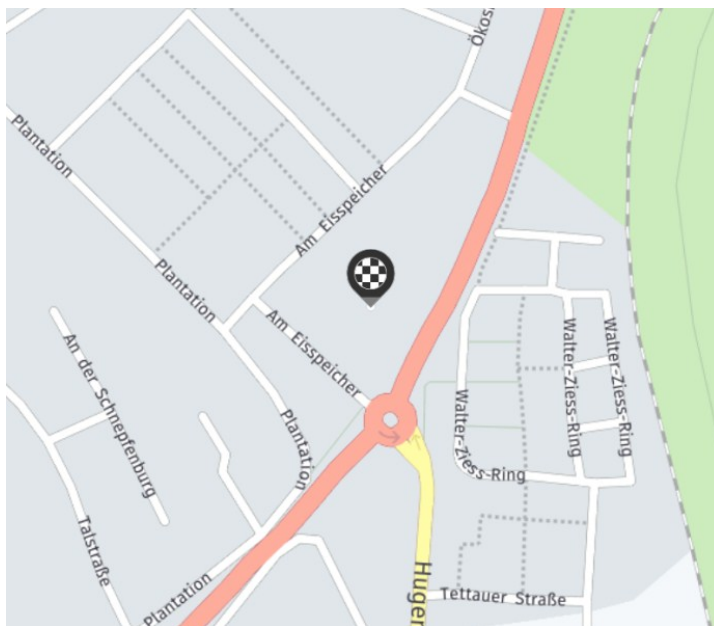 Ökos
Plantation
Am Eisspeicher
Plantation
Am Eisspeicher
Walter-Ziess-Ring
Walter-Ziess-Ring
An der Schnepfenburg
Walter-Ziess-Ring
Plantation
Talstraße
Plantation
Huger
Tettauer Straße